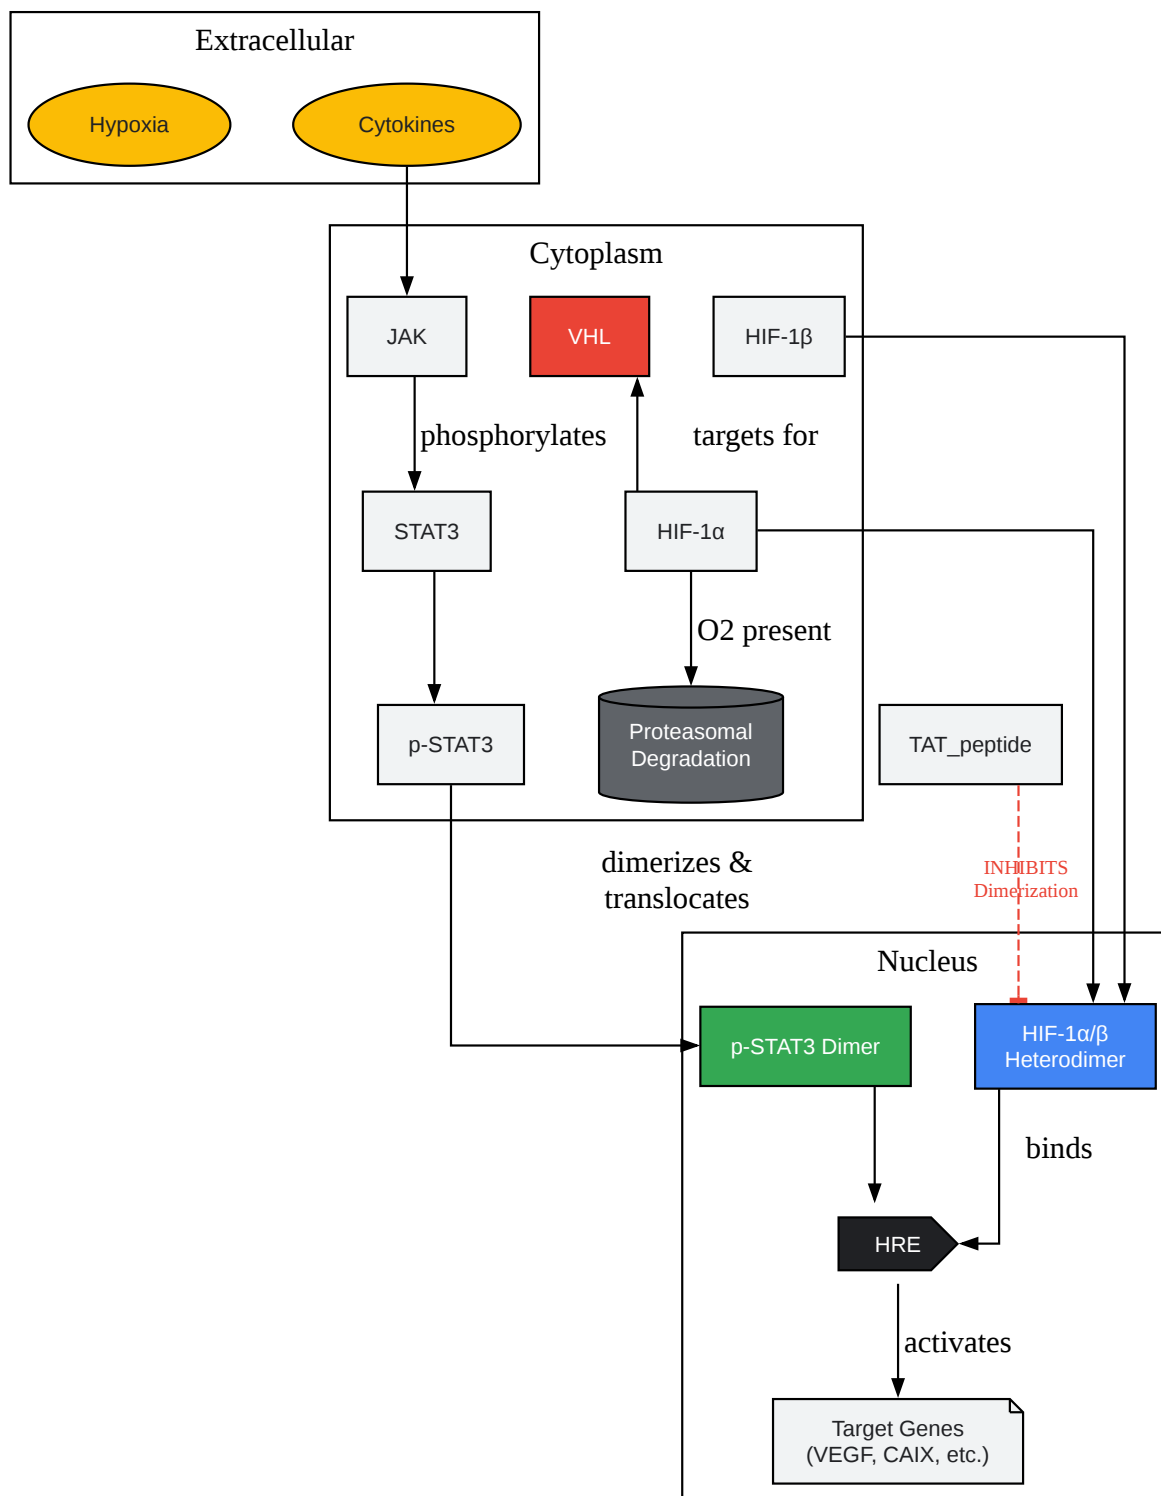 Extracellular
Hypoxia
Cytokines
Cytoplasm
JAK
VHL
HIF-1β
phosphorylates
targets for
STAT3
HIF-1α
O2 present
p-STAT3
Proteasomal
Degradation
TAT_peptide
dimerizes &
translocates
INHIBITS
Dimerization
Nucleus
p-STAT3 Dimer
HIF-1α/β
Heterodimer
binds
HRE
activates
Target Genes
(VEGF, CAIX, etc.)